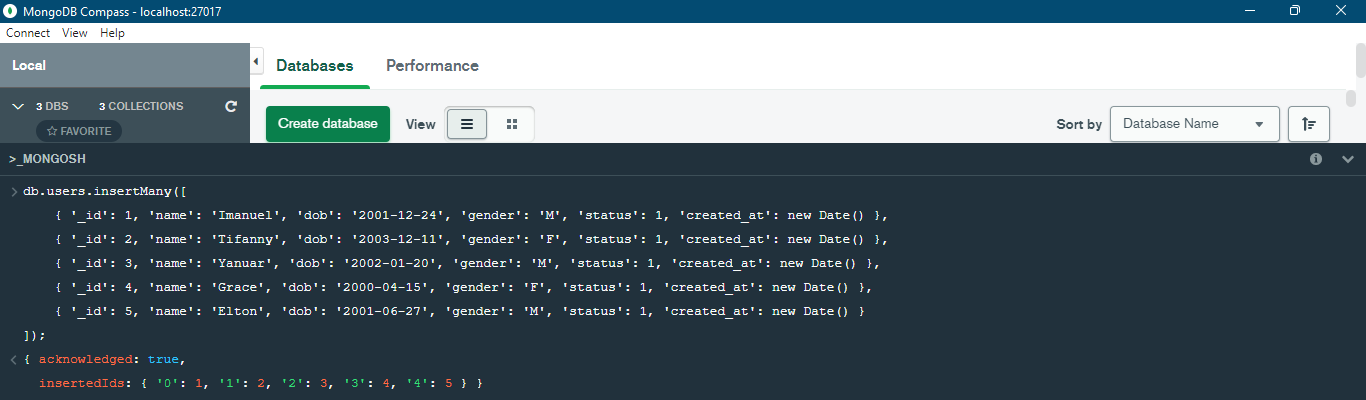 MongoDB Compass - localhost:27017
Connect View Help
Local
Databases Performance
3 DBS 3 COLLECTIONS
FAVORITE
Create database View Sort by Database Name
>_MONGOSH
> db.users.insertMany([
{ '_id': 1, 'name': 'Imanuel', 'dob': '2001-12-24', 'gender': 'M', 'status': 1, 'created_at': new Date() },
{ '_id': 2, 'name': 'Tifanny', 'dob': '2003-12-11', 'gender': 'F', 'status': 1, 'created_at': new Date() },
{ '_id': 3, 'name': 'Yanuar', 'dob': '2002-01-20', 'gender': 'M', 'status': 1, 'created_at': new Date() },
{ '_id': 4, 'name': 'Grace', 'dob': '2000-04-15', 'gender': 'F', 'status': 1, 'created_at': new Date() },
{ '_id': 5, 'name': 'Elton', 'dob': '2001-06-27', 'gender': 'M', 'status': 1, 'created_at': new Date() }
]);
< { acknowledged: true,
insertedIds: { '0': 1, '1': 2, '2': 3, '3': 4, '4': 5 } }